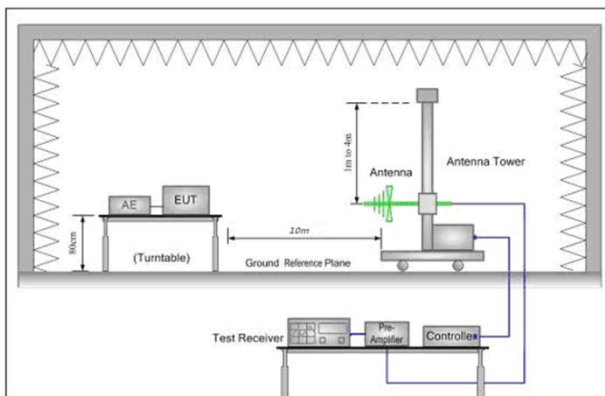 1m to 4m
Antenna
Antenna Tower
AE
EUT
80cm
(Turntable)
10m
Ground Reference Plane
Test Receiver
Pre-
Amplifier
Controller